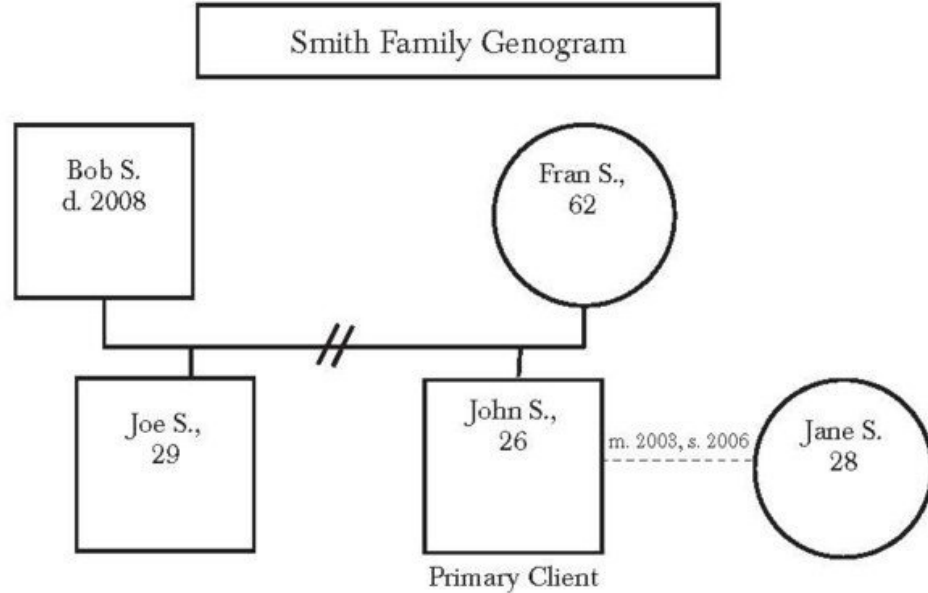 Smith Family Genogram
Bob S.
d. 2008
Fran S.,
62
Joe S.,
29
John S.,
26
m. 2003, s. 2006
Jane S.
28
Primary Client